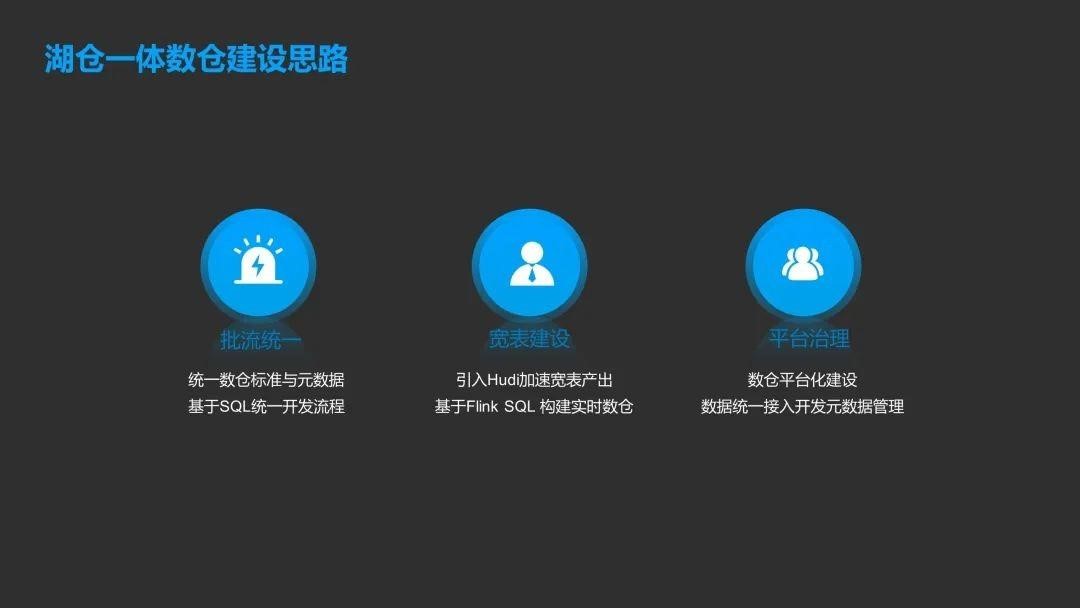 湖仓一体数仓建设思路
批流统一
统一数仓标准与元数据
基于SQL统一开发流程
宽表建设
引入Hudi加速宽表产出
基于Flink SQL 构建实时数仓
平台治理
数仓平台化建设
数据统一接入开发元数据管理